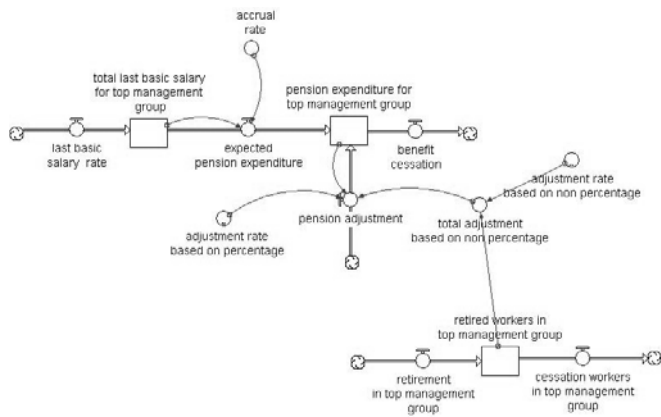 accrual
rate
total last basic salary
for top management
group
pension expenditure for
top management group
last basic
salary rate
expected
pension expenditure
benefit
cessation
adjustment rate
based on non percentage
adjustment rate
based on percentage
pension adjustment
total adjustment
based on non percentage
retired workers in
top management group
retirement
in top management
group
cessation workers
in top management
group